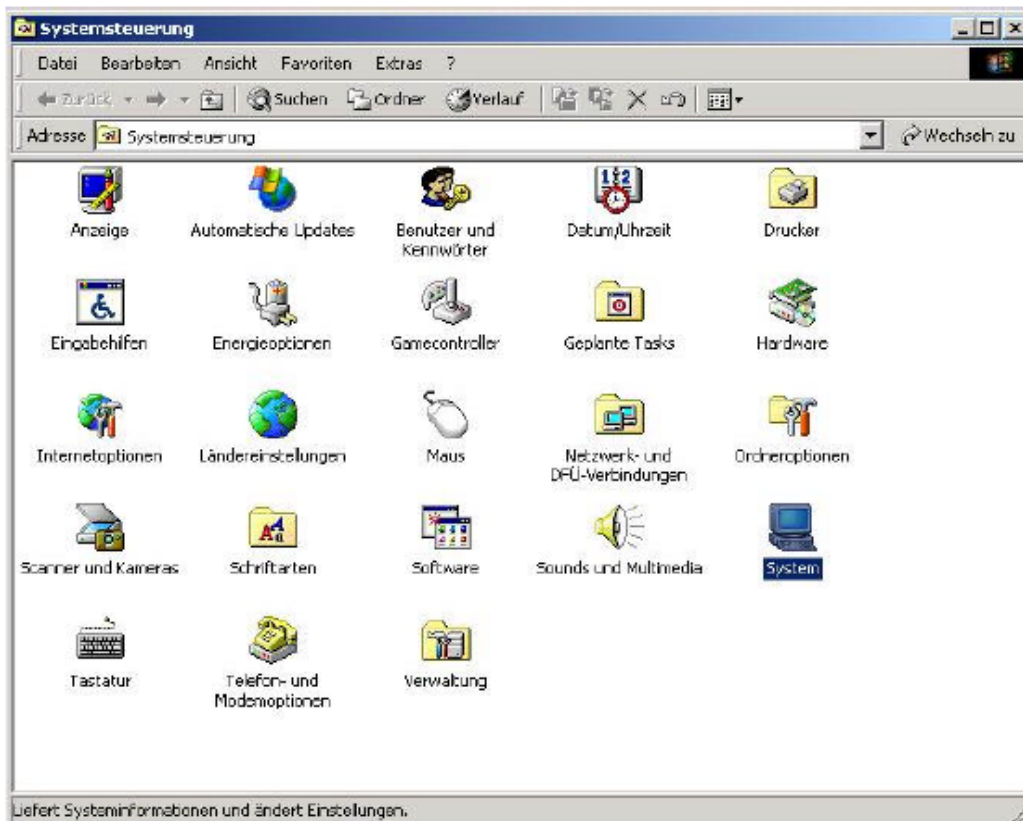 Systemsteuerung
Datei Bearbeiten Ansicht Favoriten Extras ?
Zurück Suchen Ordner Verlauf
Adresse Systemsteuerung Wechseln zu
Anzeige Automatische Updates Benutzer und Datum/Uhrzeit Drucker
Kennwörter
Eingabehilfen Energieoptionen Gamecontroller Geplante Tasks Hardware
Internetoptionen Ländereinstellungen Maus Netzwerk- und Ordneroptionen
DFÜ-Verbindungen
Scanner und Kameras Schriftarten Software Sounds und Multimedia System
Tastatur Telefon- und Verwaltung
Modemoptionen
Liefert Systeminformationen und ändert Einstellungen.